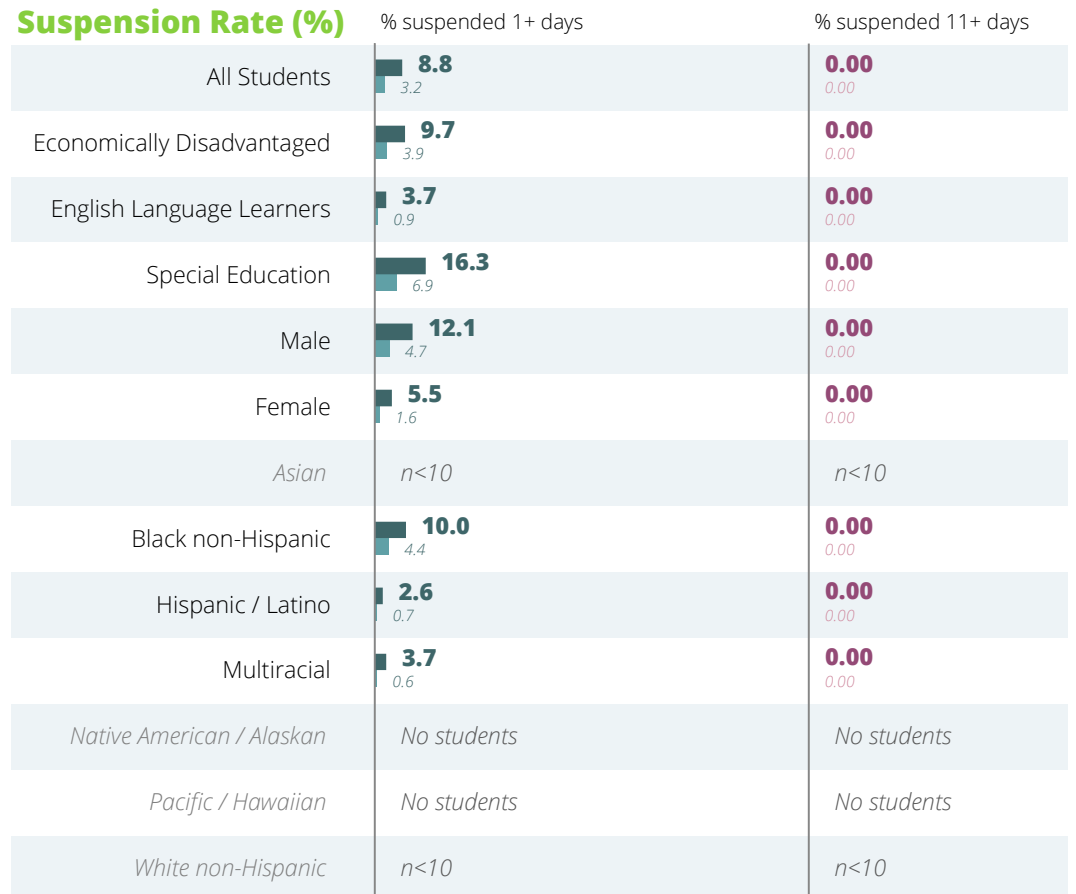 Suspension Rate (%) % suspended 1+ days % suspended 11+ days
All Students 8.8 0.00
3.2 0.00
Economically Disadvantaged 9.7 0.00
3.9 0.00
English Language Learners 3.7 0.00
0.9 0.00
Special Education 16.3 0.00
6.9 0.00
Male 12.1 0.00
4.7 0.00
Female 5.5 0.00
1.6 0.00
Asian n<10 n<10
Black non-Hispanic 10.0 0.00
4.4 0.00
Hispanic / Latino 2.6 0.00
0.7 0.00
Multiracial 3.7 0.00
0.6 0.00
Native American / Alaskan No students No students
Pacific / Hawaiian No students No students
White non-Hispanic n<10 n<10